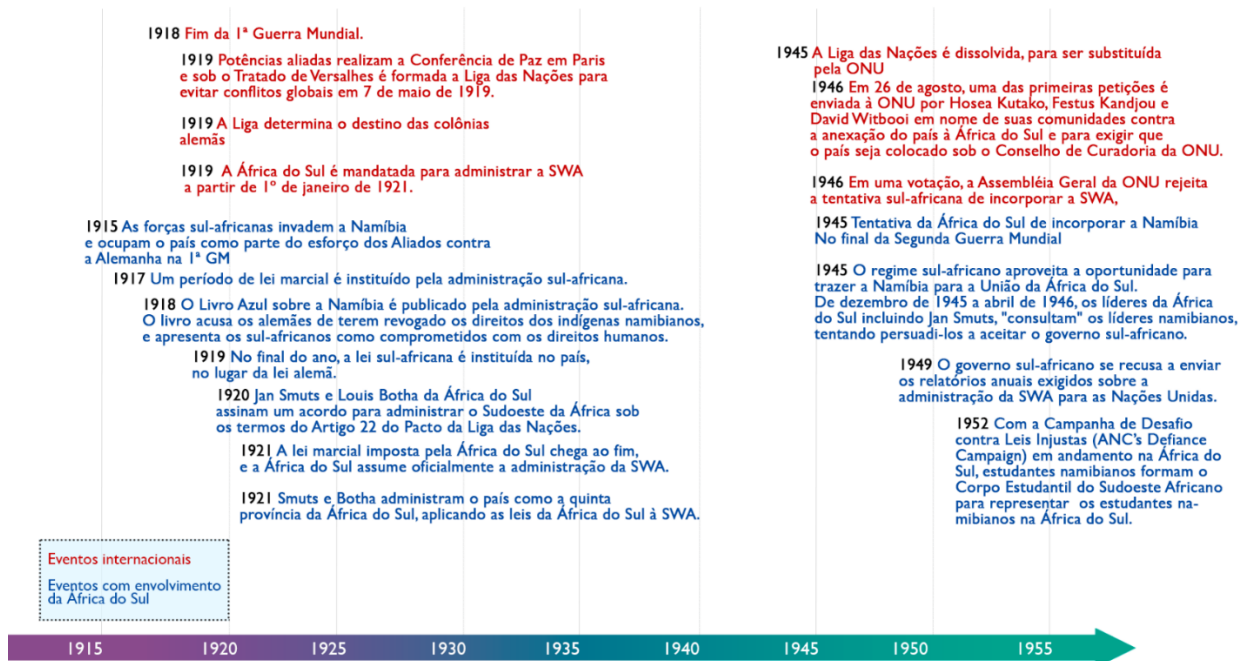 1918 Fim da 1ª Guerra Mundial.
1919 Potências aliadas realizam a Conferência de Paz em Paris
e sob o Tratado de Versalhes é formada a Liga das Nações para
evitar conflitos globais em 7 de maio de 1919.
1919 A Liga determina o destino das colônias
alemãs
1919 A África do Sul é mandatada para administrar a SWA
a partir de 1º de janeiro de 1921.
1915 As forças sul-africanas invadem a Namíbia
e ocupam o país como parte do esforço dos Aliados contra
a Alemanha na 1ª GM
1917 Um período de lei marcial é instituído pela administração sul-africana.
1918 O Livro Azul sobre a Namíbia é publicado pela administração sul-africana.
O livro acusa os alemães de terem revogado os direitos dos indígenas namibianos,
e apresenta os sul-africanos como comprometidos com os direitos humanos.
1919 No final do ano, a lei sul-africana é instituída no país,
no lugar da lei alemã.
1920 Jan Smuts e Louis Botha da África do Sul
assinam um acordo para administrar o Sudoeste da África sob
os termos do Artigo 22 do Pacto da Liga das Nações.
1921 A lei marcial imposta pela África do Sul chega ao fim,
e a África do Sul assume oficialmente a administração da SWA.
1921 Smuts e Botha administram o país como a quinta
província da África do Sul, aplicando as leis da África do Sul à SWA.
1945 A Liga das Nações é dissolvida, para ser substituída
pela ONU
1946 Em 26 de agosto, uma das primeiras petições é
enviada à ONU por Hosea Kutako, Festus Kandjou e
David Witbooi em nome de suas comunidades contra
a anexação do país à África do Sul e para exigir que
o país seja colocado sob o Conselho de Curadoria da ONU.
1946 Em uma votação, a Assembléia Geral da ONU rejeita
a tentativa sul-africana de incorporar a SWA,
1945 Tentativa da África do Sul de incorporar a Namíbia
No final da Segunda Guerra Mundial
1945 O regime sul-africano aproveita a oportunidade para
trazer a Namíbia para a União da África do Sul.
De dezembro de 1945 a abril de 1946, os líderes da África
do Sul incluindo Jan Smuts, "consultam" os líderes namibianos,
tentando persuadi-los a aceitar o governo sul-africano.
1949 O governo sul-africano se recusa a enviar
os relatórios anuais exigidos sobre a
administração da SWA para as Nações Unidas.
1952 Com a Campanha de Desafio
contra Leis Injustas (ANC's Defiance
Campaign) em andamento na África do
Sul, estudantes namibianos formam o
Corpo Estudantil do Sudoeste Africano
para representar os estudantes na-
mibianos na África do Sul.
Eventos internacionais
Eventos com envolvimento
da África do Sul
1915 1920 1925 1930 1935 1940 1945 1950 1955